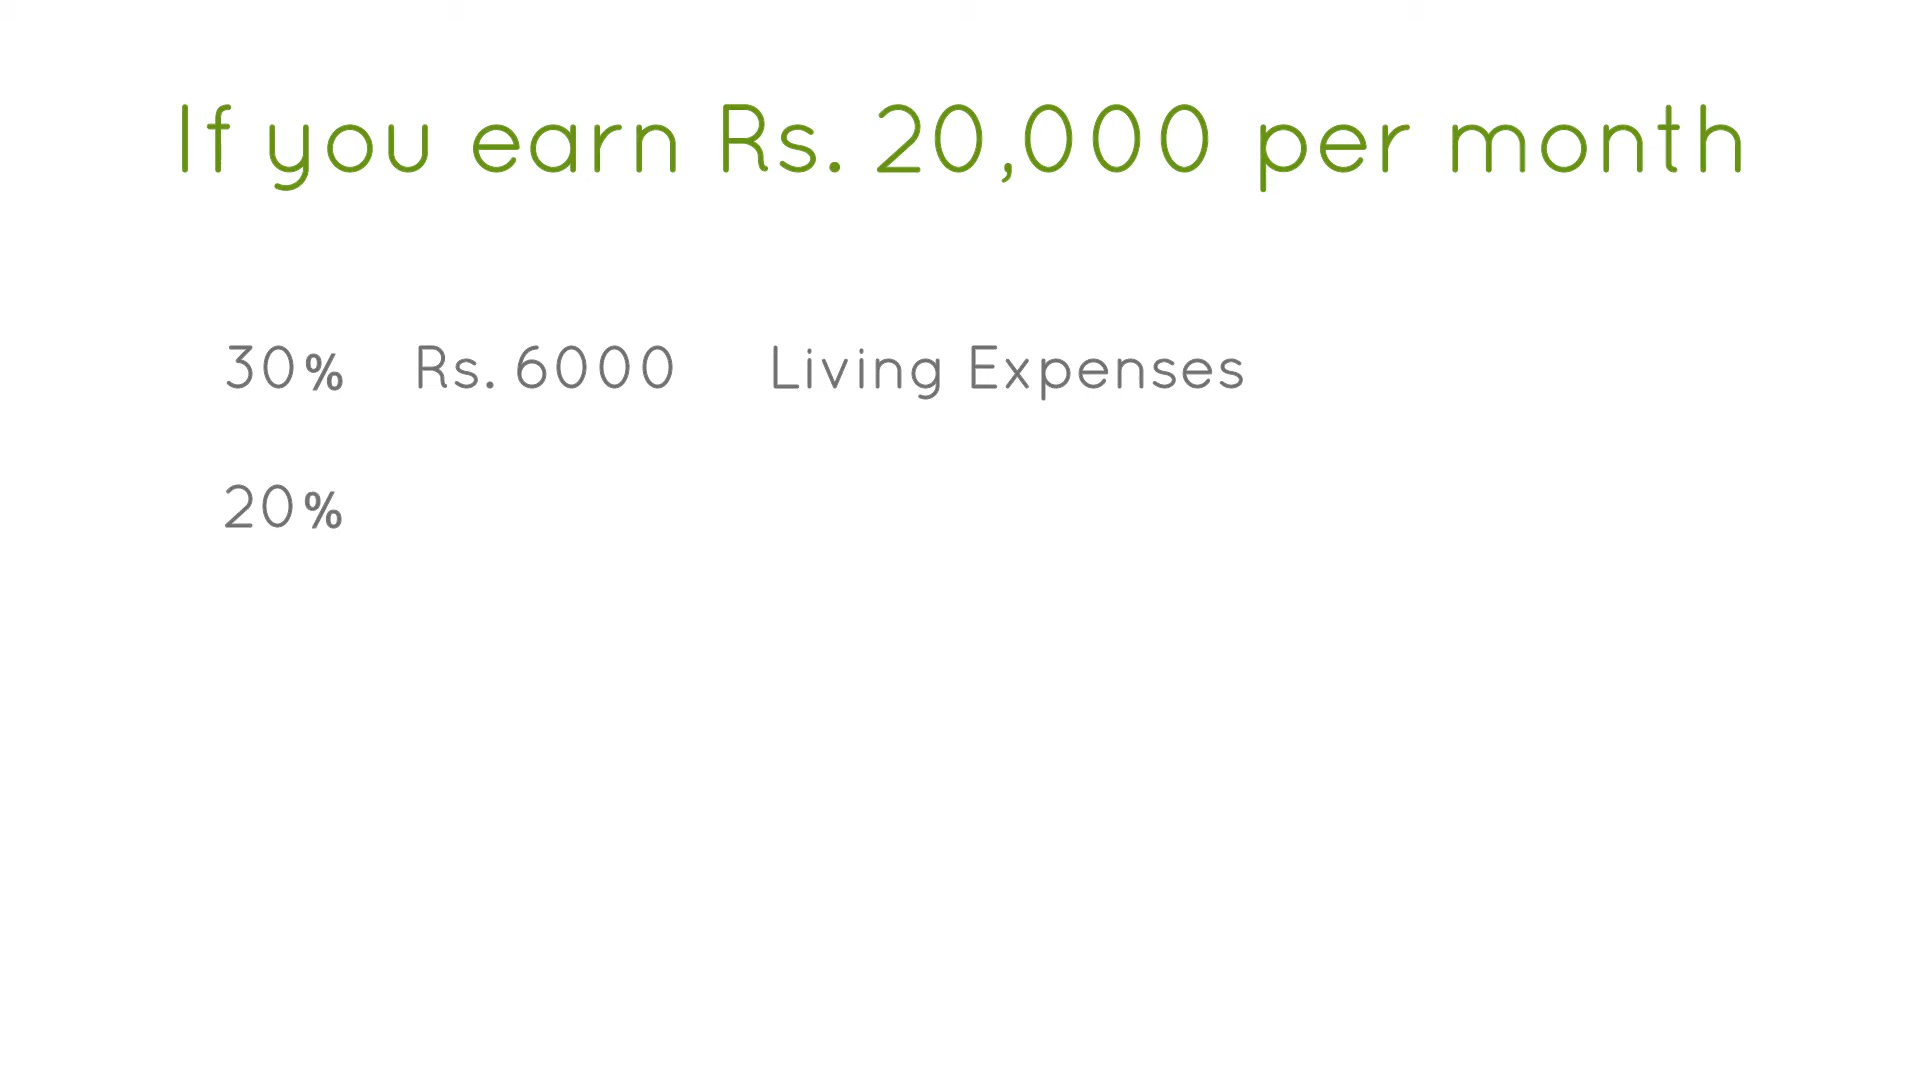 If you earn Rs. 20,000 per month
30% Rs. 6000 Living Expenses
20%